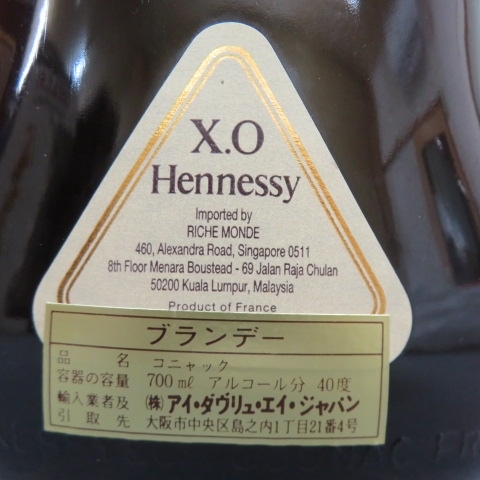 X.O
Hennessy
Imported by
RICHE MONDE
460, Alexandra Road, Singapore 0511
8th Floor Menara Boustead - 69 Jalan Raja Chulan
50200 Kuala Lumpur, Malaysia
Product of France
ブランデー
品名 コニャック
容器の容量 700㎖ アルコール分 40度
輸入業者及 (株)アイ・ダヴリュ・エイ・ジャパン
引取先 大阪市中央区島之内1丁目21番4号